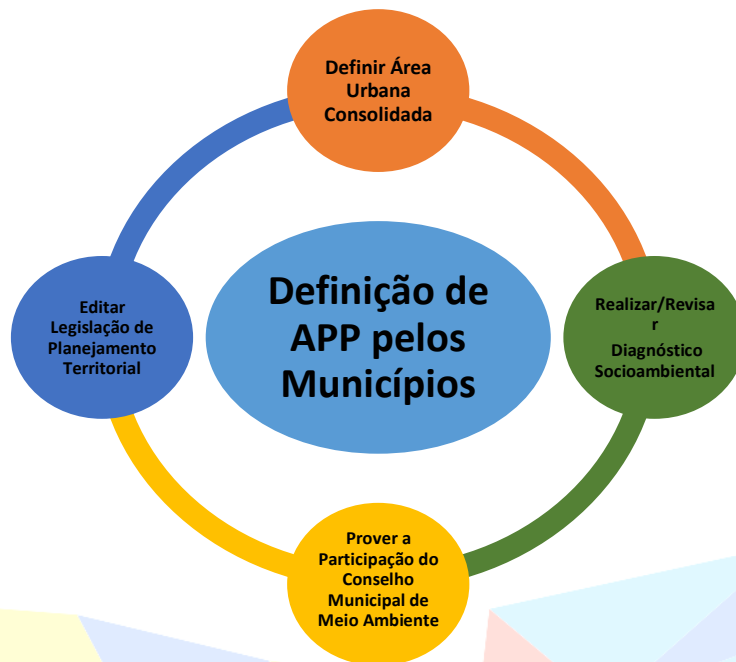 Definir Área
Urbana
Consolidada
Editar
Legislação de
Planejamento
Territorial
Definição de
APP pelos
Municípios
Realizar/Revisa
r
Diagnóstico
Socioambiental
Prover a
Participação do
Conselho
Municipal de
Meio Ambiente